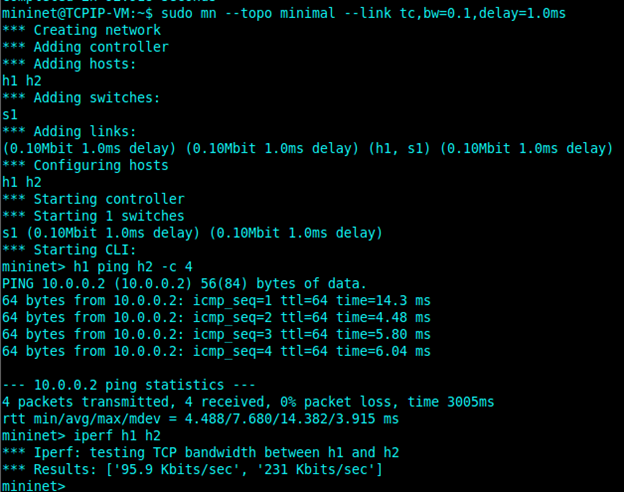 mininet@TCPIP-VM:~$ sudo mn --topo minimal --link tc,bw=0.1,delay=1.0ms
*** Creating network
*** Adding controller
*** Adding hosts:
h1 h2
*** Adding switches:
s1
*** Adding links:
(0.10Mbit 1.0ms delay) (0.10Mbit 1.0ms delay) (h1, s1) (0.10Mbit 1.0ms delay)
*** Configuring hosts
h1 h2
*** Starting controller
*** Starting 1 switches
s1 (0.10Mbit 1.0ms delay) (0.10Mbit 1.0ms delay)
*** Starting CLI:
mininet> h1 ping h2 -c 4
PING 10.0.0.2 (10.0.0.2) 56(84) bytes of data.
64 bytes from 10.0.0.2: icmp_seq=1 ttl=64 time=14.3 ms
64 bytes from 10.0.0.2: icmp_seq=2 ttl=64 time=4.48 ms
64 bytes from 10.0.0.2: icmp_seq=3 ttl=64 time=5.80 ms
64 bytes from 10.0.0.2: icmp_seq=4 ttl=64 time=6.04 ms
--- 10.0.0.2 ping statistics ---
4 packets transmitted, 4 received, 0% packet loss, time 3005ms
rtt min/avg/max/mdev = 4.488/7.680/14.382/3.915 ms
mininet> iperf h1 h2
*** Iperf: testing TCP bandwidth between h1 and h2
*** Results: ['95.9 Kbits/sec', '231 Kbits/sec']
mininet>